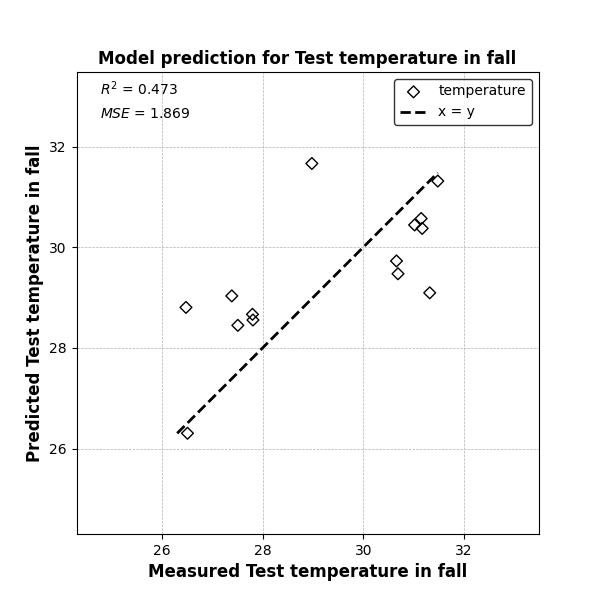 Model prediction for Test temperature in fall
R² = 0.473
MSE = 1.869
temperature
x = y
32
30
28
26
Predicted Test temperature in fall
26 28 30 32
Measured Test temperature in fall